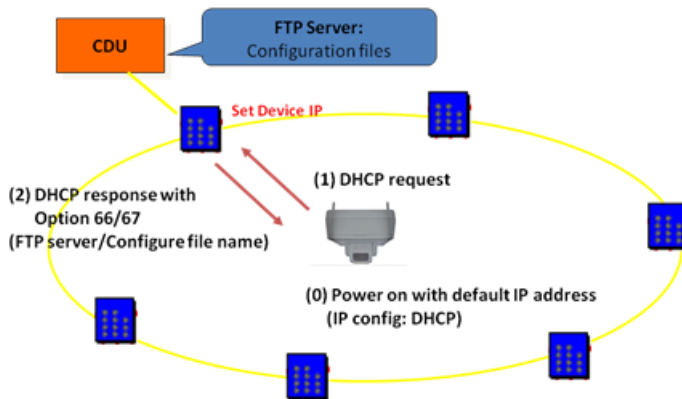 FTP Server:
Configuration files
CDU
Set Device IP
(1) DHCP request
(2) DHCP response with
Option 66/67
(FTP server/Configure file name)
(0) Power on with default IP address
(IP config: DHCP)